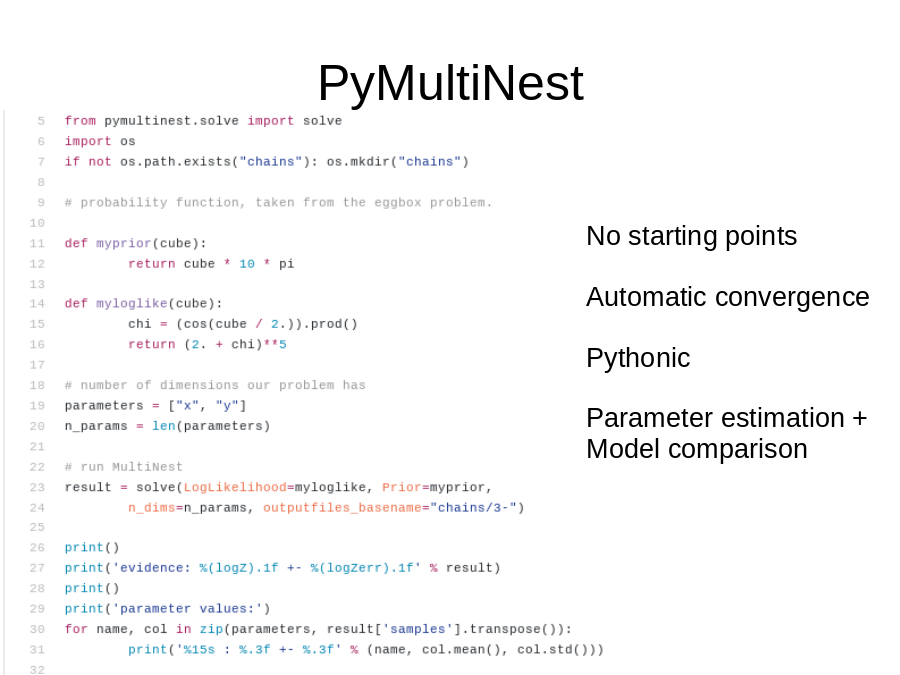 PyMultiNest
5 from pymultinest.solve import solve
6 import os
7 if not os.path.exists("chains"): os.mkdir("chains")
8
9 # probability function, taken from the eggbox problem.
10
11 def myprior(cube):
12         return cube * 10 * pi
13
14 def myloglike(cube):
15         chi = (cos(cube / 2.)).prod()
16         return (2. + chi)**5
17
18 # number of dimensions our problem has
19 parameters = ["x", "y"]
20 n_params = len(parameters)
21
22 # run MultiNest
23 result = solve(LogLikelihood=myloglike, Prior=myprior,
24         n_dims=n_params, outputfiles_basename="chains/3-")
25
26 print()
27 print('evidence: %(logZ).1f +- %(logZerr).1f' % result)
28 print()
29 print('parameter values:')
30 for name, col in zip(parameters, result['samples'].transpose()):
31         print('%15s : %.3f +- %.3f' % (name, col.mean(), col.std()))
32
No starting points
Automatic convergence
Pythonic
Parameter estimation +
Model comparison